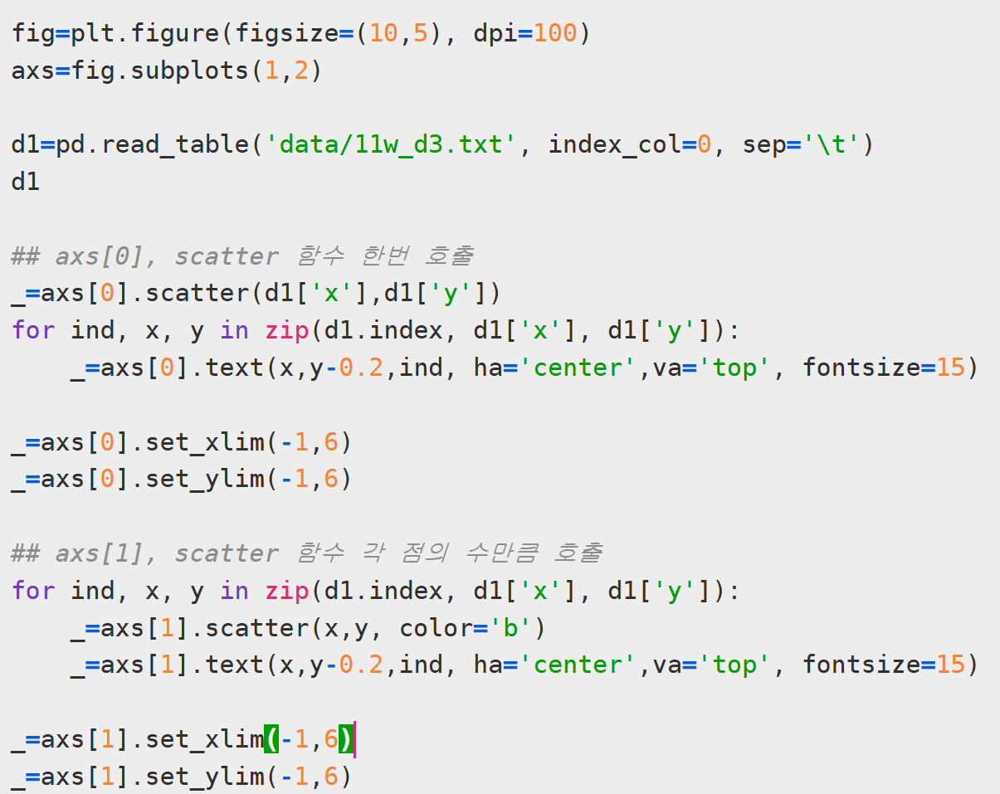 fig=plt.figure(figsize=(10,5), dpi=100)
axs=fig.subplots(1,2)
d1=pd.read_table('data/11w_d3.txt', index_col=0, sep='\t')
d1
## axs[0], scatter 함수 한번 호출
_=axs[0].scatter(d1['x'],d1['y'])
for ind, x, y in zip(d1.index, d1['x'], d1['y']):
    _=axs[0].text(x,y-0.2,ind, ha='center',va='top', fontsize=15)
_=axs[0].set_xlim(-1,6)
_=axs[0].set_ylim(-1,6)
## axs[1], scatter 함수 각 점의 수만큼 호출
for ind, x, y in zip(d1.index, d1['x'], d1['y']):
    _=axs[1].scatter(x,y, color='b')
    _=axs[1].text(x,y-0.2,ind, ha='center',va='top', fontsize=15)
_=axs[1].set_xlim(-1,6)
_=axs[1].set_ylim(-1,6)